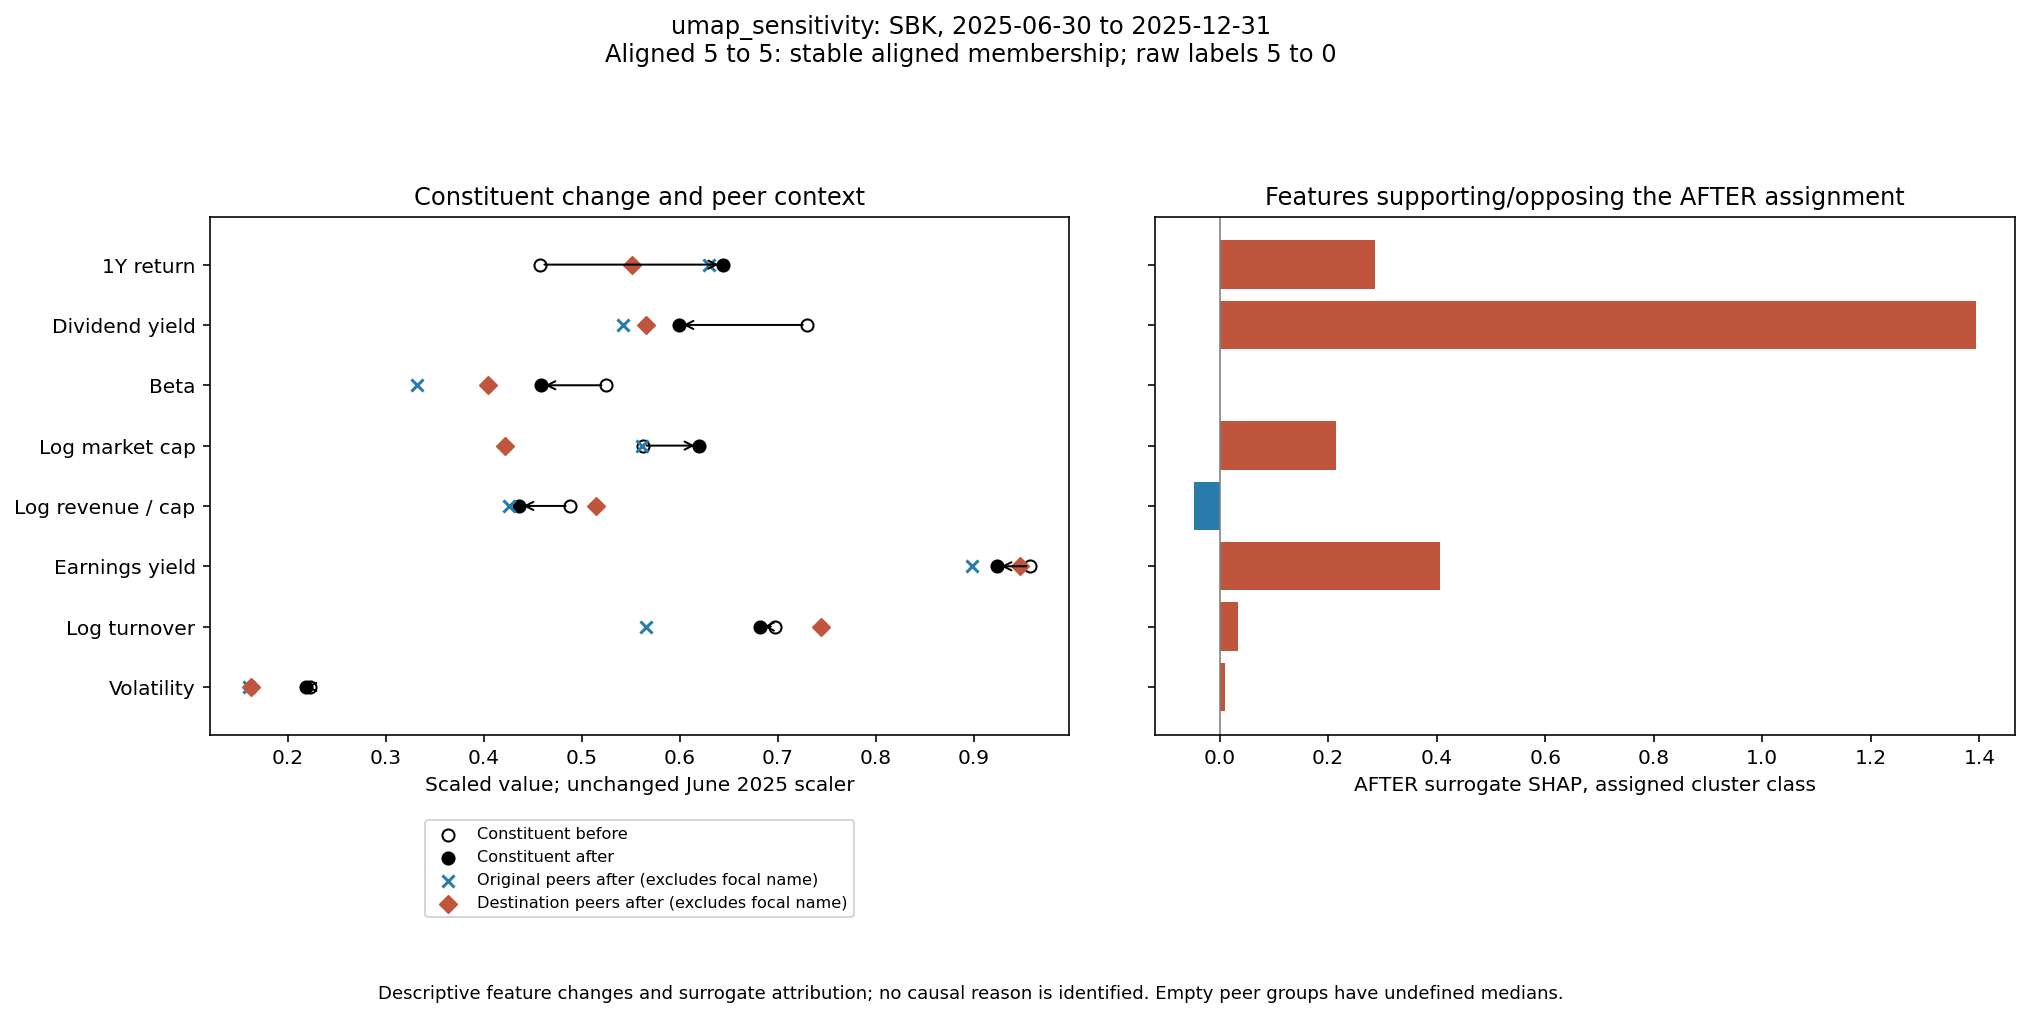 umap_sensitivity: SBK, 2025-06-30 to 2025-12-31
Aligned 5 to 5: stable aligned membership; raw labels 5 to 0
Constituent change and peer context
1Y return
Dividend yield
Beta
Log market cap
Log revenue / cap
Earnings yield
Log turnover
Volatility
0.2 0.3 0.4 0.5 0.6 0.7 0.8 0.9
Scaled value; unchanged June 2025 scaler
Constituent before
Constituent after
Original peers after (excludes focal name)
Destination peers after (excludes focal name)
Features supporting/opposing the AFTER assignment
0.0 0.2 0.4 0.6 0.8 1.0 1.2 1.4
AFTER surrogate SHAP, assigned cluster class
Descriptive feature changes and surrogate attribution; no causal reason is identified. Empty peer groups have undefined medians.